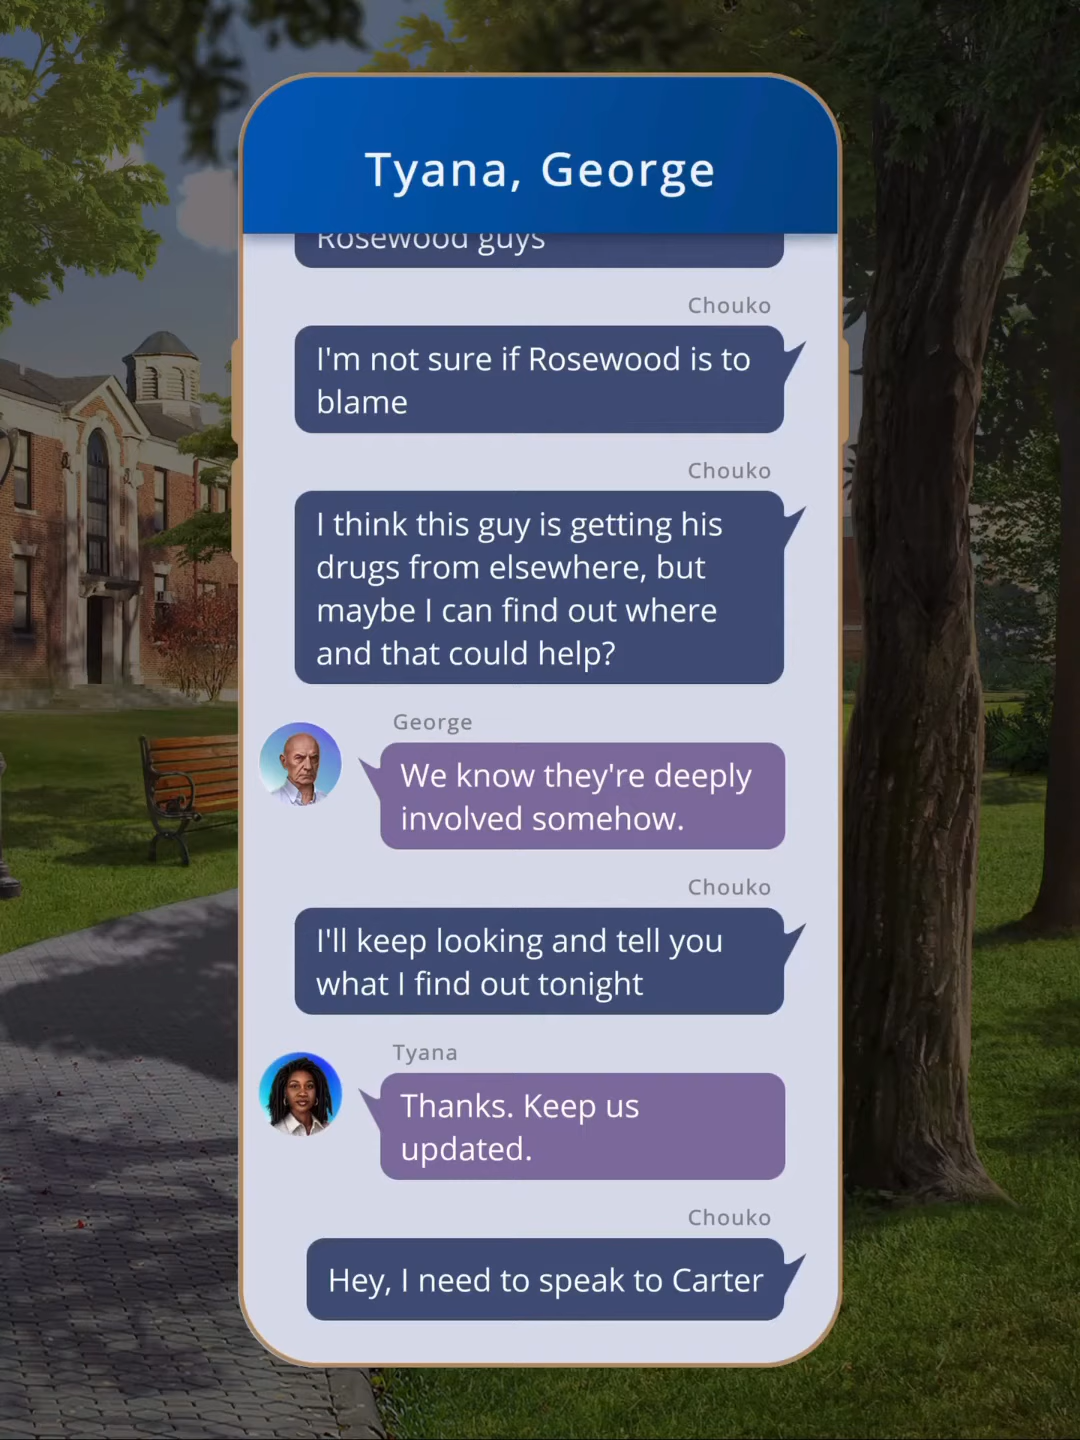 Tyana, George
Rosewood guys
Chouko
I'm not sure if Rosewood is to
blame
Chouko
I think this guy is getting his
drugs from elsewhere, but
maybe I can find out where
and that could help?
George
We know they're deeply
involved somehow.
Chouko
I'll keep looking and tell you
what I find out tonight
Tyana
Thanks. Keep us
updated.
Chouko
Hey, I need to speak to Carter